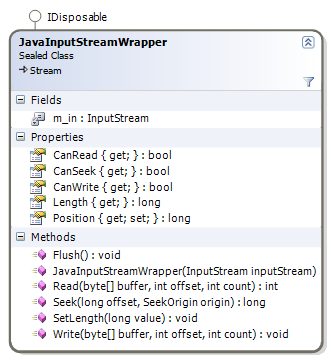 IDisposable
JavaInputStreamWrapper
Sealed Class
Stream
Fields
m_in : InputStream
Properties
CanRead { get; } : bool
CanSeek { get; } : bool
CanWrite { get; } : bool
Length { get; } : long
Position { get; set; } : long
Methods
Flush() : void
JavaInputStreamWrapper(InputStream inputStream)
Read(byte[] buffer, int offset, int count) : int
Seek(long offset, SeekOrigin origin) : long
SetLength(long value) : void
Write(byte[] buffer, int offset, int count) : void